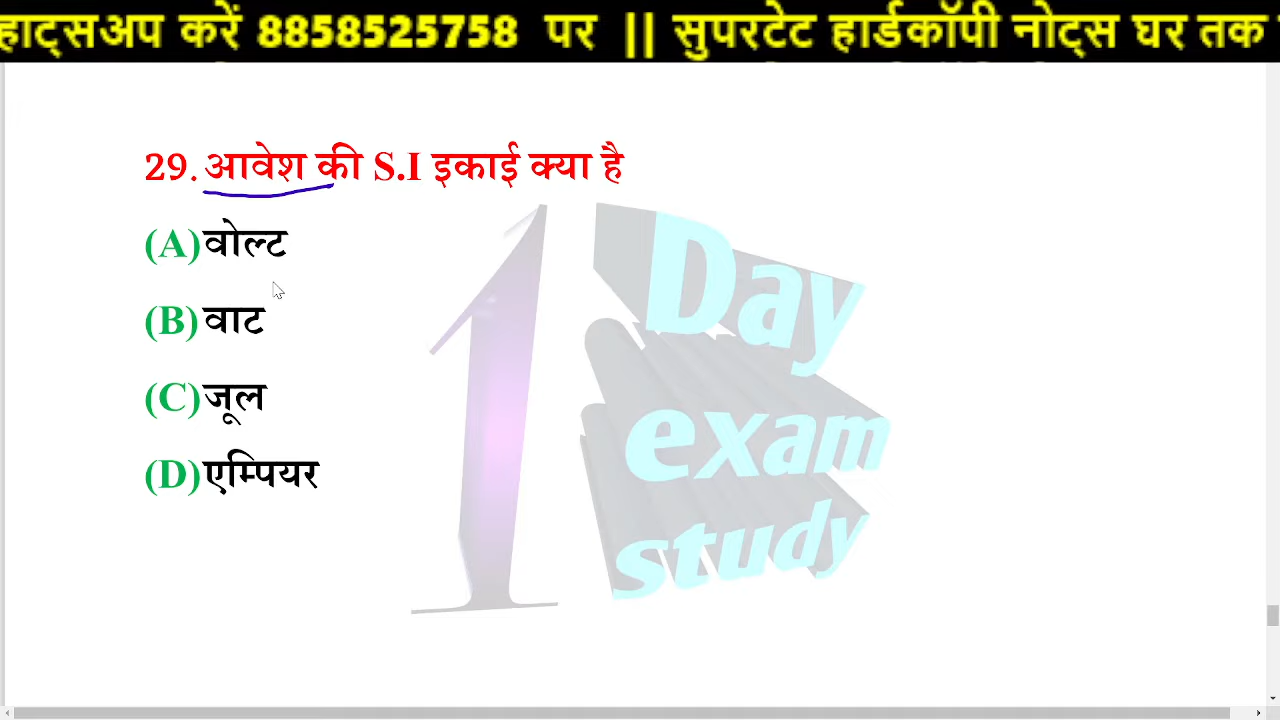 हाट्सअप करें 8858525758 पर || सुपरटेट हार्डकॉपी नोट्स घर तक
29. आवेश की S.I इकाई क्या है
(A) वोल्ट
(B) वाट
(C) जूल
(D) एम्पियर
1 Day
exam
study